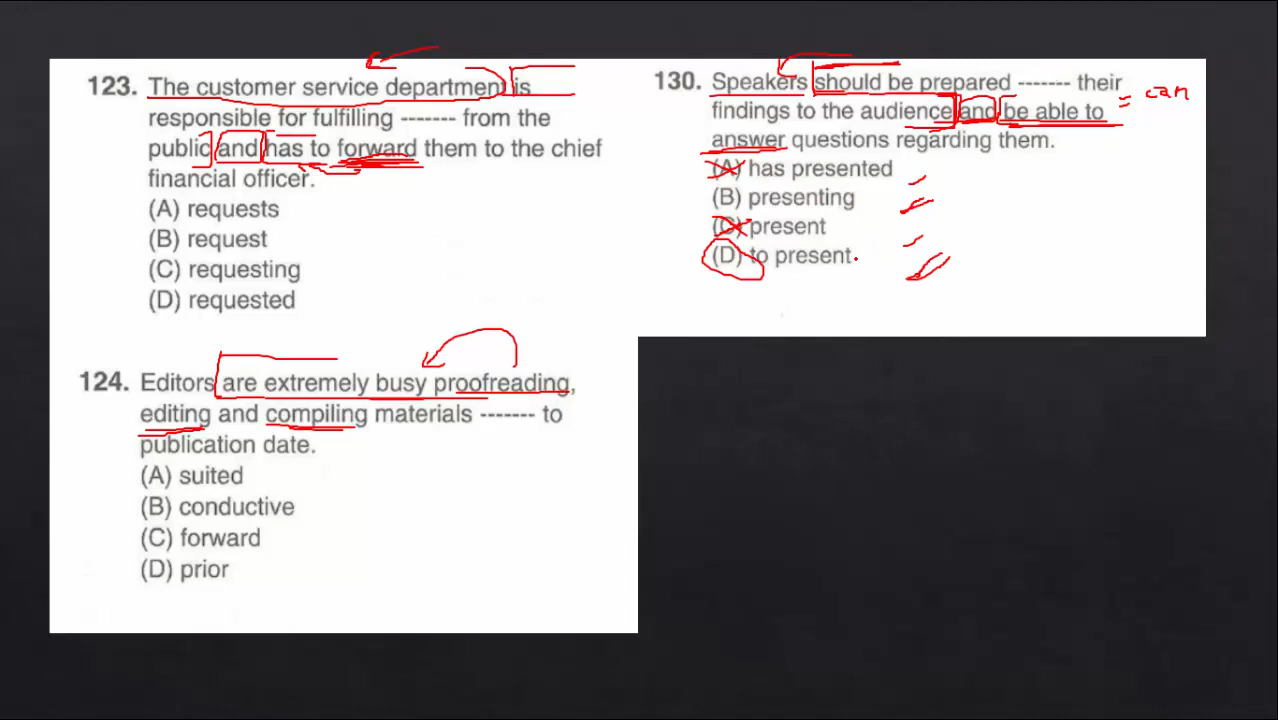 123. The customer service department is
responsible for fulfilling ------- from the
public and has to forward them to the chief
financial officer.
(A) requests
(B) request
(C) requesting
(D) requested
124. Editors are extremely busy proofreading,
editing and compiling materials ------- to
publication date.
(A) suited
(B) conductive
(C) forward
(D) prior
130. Speakers should be prepared ------- their
findings to the audience and be able to
= can
answer questions regarding them.
(A) has presented
(B) presenting
(C) present
(D) to present